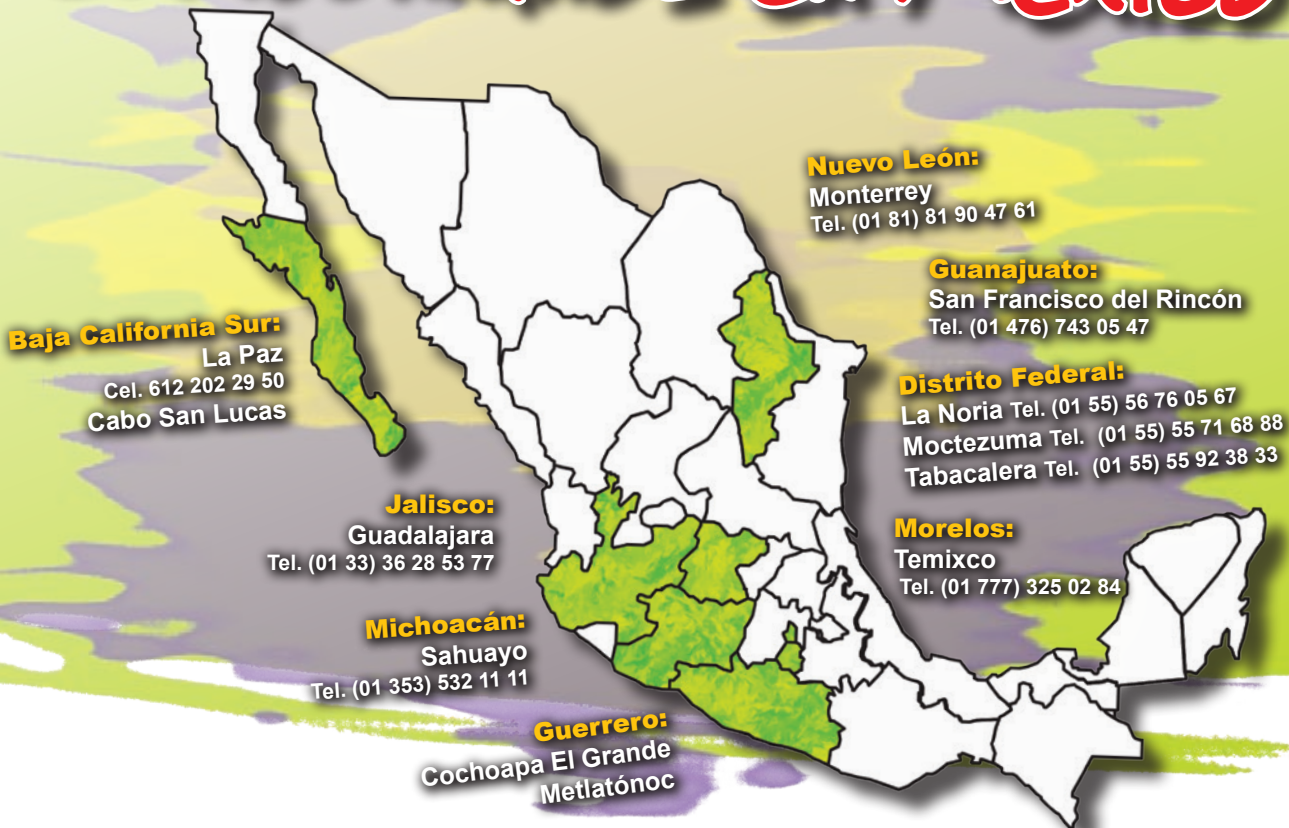 Nuevo León:
Monterrey
Tel. (01 81) 81 90 47 61
Guanajuato:
San Francisco del Rincón
Tel. (01 476) 743 05 47
Baja California Sur:
La Paz
Cel. 612 202 29 50
Cabo San Lucas
Distrito Federal:
La Noria Tel. (01 55) 56 76 05 67
Moctezuma Tel. (01 55) 55 71 68 88
Tabacalera Tel. (01 55) 55 92 38 33
Jalisco:
Guadalajara
Tel. (01 33) 36 28 53 77
Morelos:
Temixco
Tel. (01 777) 325 02 84
Michoacán:
Sahuayo
Tel. (01 353) 532 11 11
Guerrero:
Cochoapa El Grande
Metlatónoc